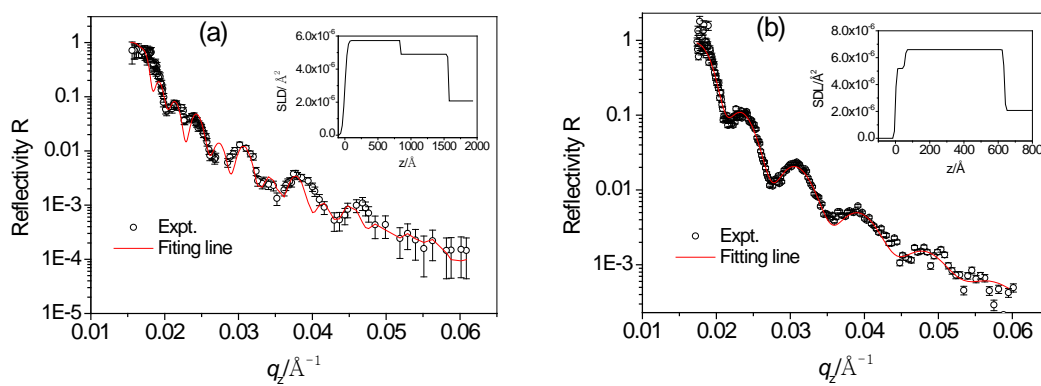 (a)
Reflectivity R
1
0.1
0.01
1E-3
1E-4
1E-5
0.01 0.02 0.03 0.04 0.05 0.06
qz/Å⁻¹
Expt.
Fitting line
SLD/ Å²
6.0x10⁻⁶
4.0x10⁻⁶
2.0x10⁻⁶
0.0
0 500 1000 1500 2000
z/Å
(b)
Reflectivity R
1
0.1
0.01
1E-3
0.01 0.02 0.03 0.04 0.05 0.06
qz/Å⁻¹
Expt.
Fitting line
SDL/Å²
8.0x10⁻⁶
6.0x10⁻⁶
4.0x10⁻⁶
2.0x10⁻⁶
0.0
0 200 400 600 800
z/Å